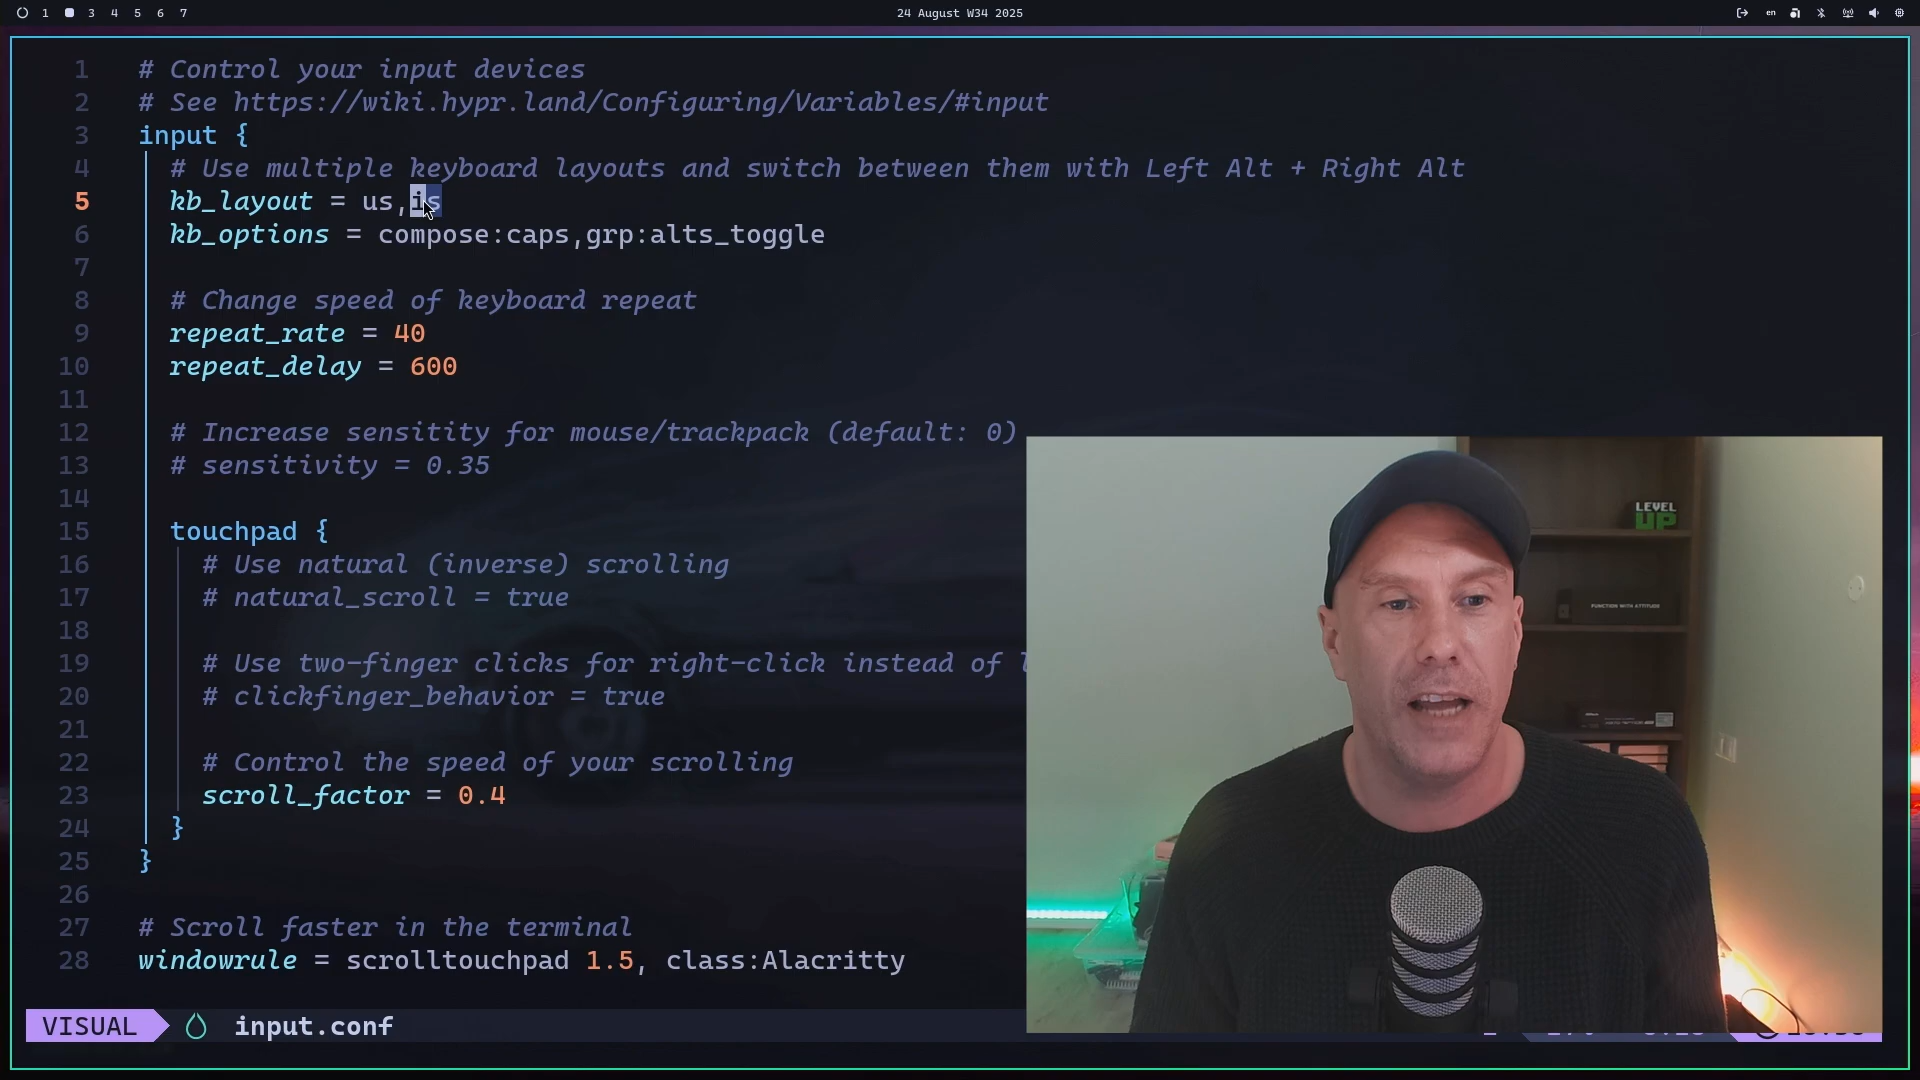 1 3 4 5 6 7 24 August W34 2025 en
1 # Control your input devices
2 # See https://wiki.hypr.land/Configuring/Variables/#input
3 input {
4 # Use multiple keyboard layouts and switch between them with Left Alt + Right Alt
5 kb_layout = us,is
6 kb_options = compose:caps,grp:alts_toggle
7
8 # Change speed of keyboard repeat
9 repeat_rate = 40
10 repeat_delay = 600
11
12 # Increase sensitity for mouse/trackpack (default: 0)
13 # sensitivity = 0.35
14
15 touchpad {
16 # Use natural (inverse) scrolling
17 # natural_scroll = true
18
19 # Use two-finger clicks for right-click instead of
20 # clickfinger_behavior = true
21
22 # Control the speed of your scrolling
23 scroll_factor = 0.4
24 }
25 }
26
27 # Scroll faster in the terminal
28 windowrule = scrolltouchpad 1.5, class:Alacritty
VISUAL input.conf
LEVEL
UP
FUNCTION WITH ATTITUDE